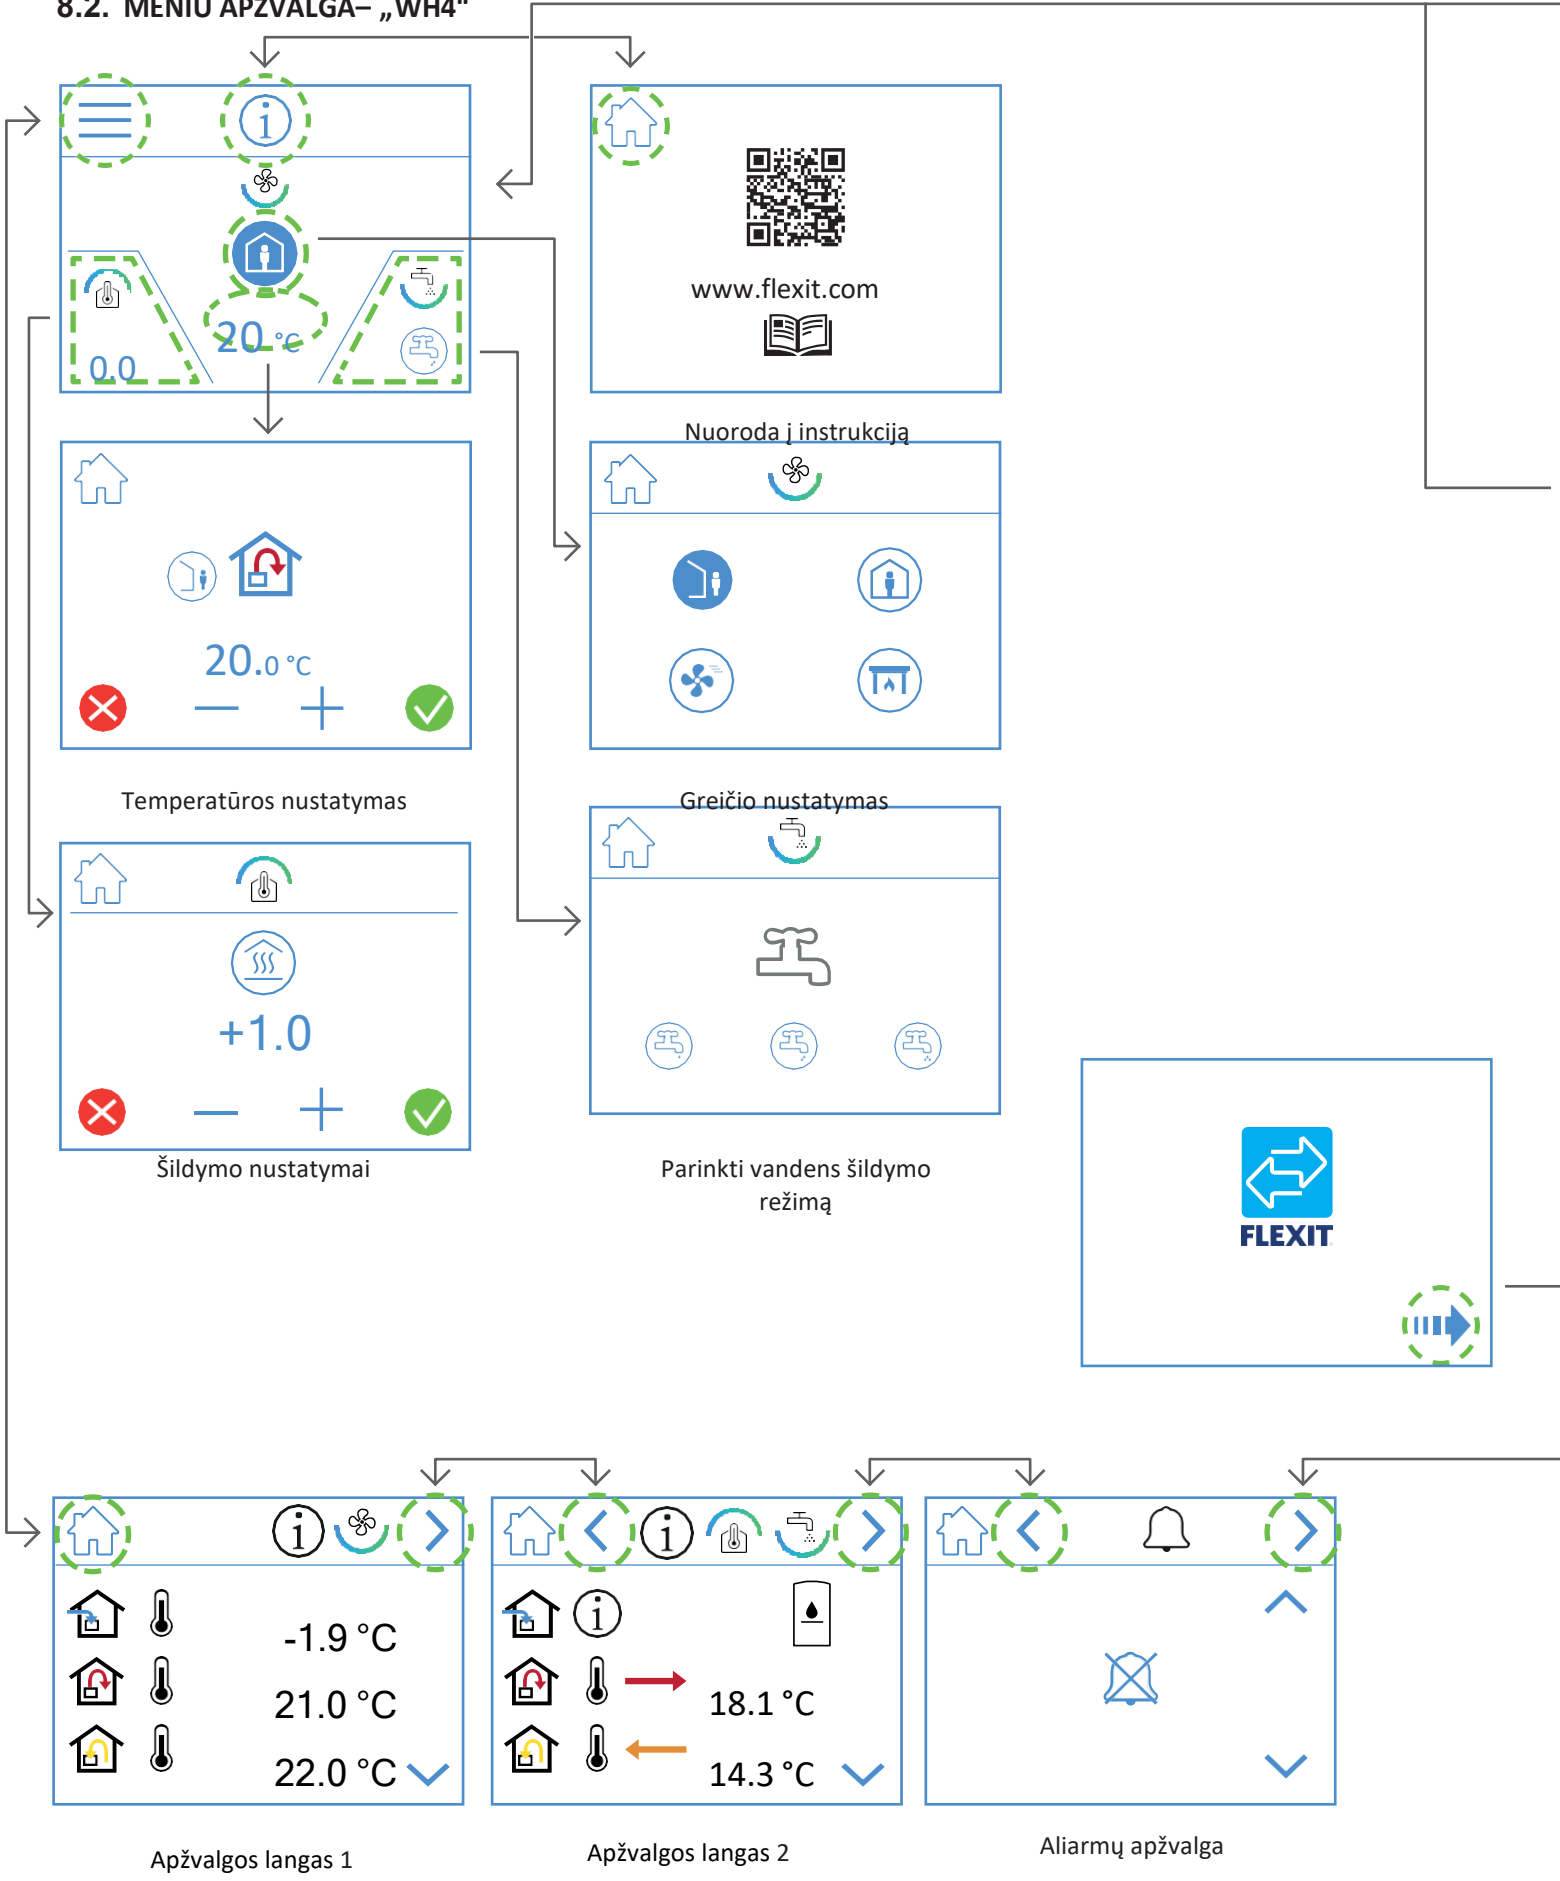 8.2. MENIU APŽVALGA– „WH4“
0.0
20 °C
www.flexit.com
Nuoroda į instrukciją
20.0 °C
Temperatūros nustatymas
Greičio nustatymas
+1.0
Šildymo nustatymai
Parinkti vandens šildymo
režimą
FLEXIT
-1.9 °C
21.0 °C
22.0 °C
18.1 °C
14.3 °C
Apžvalgos langas 1
Apžvalgos langas 2
Aliarmų apžvalga